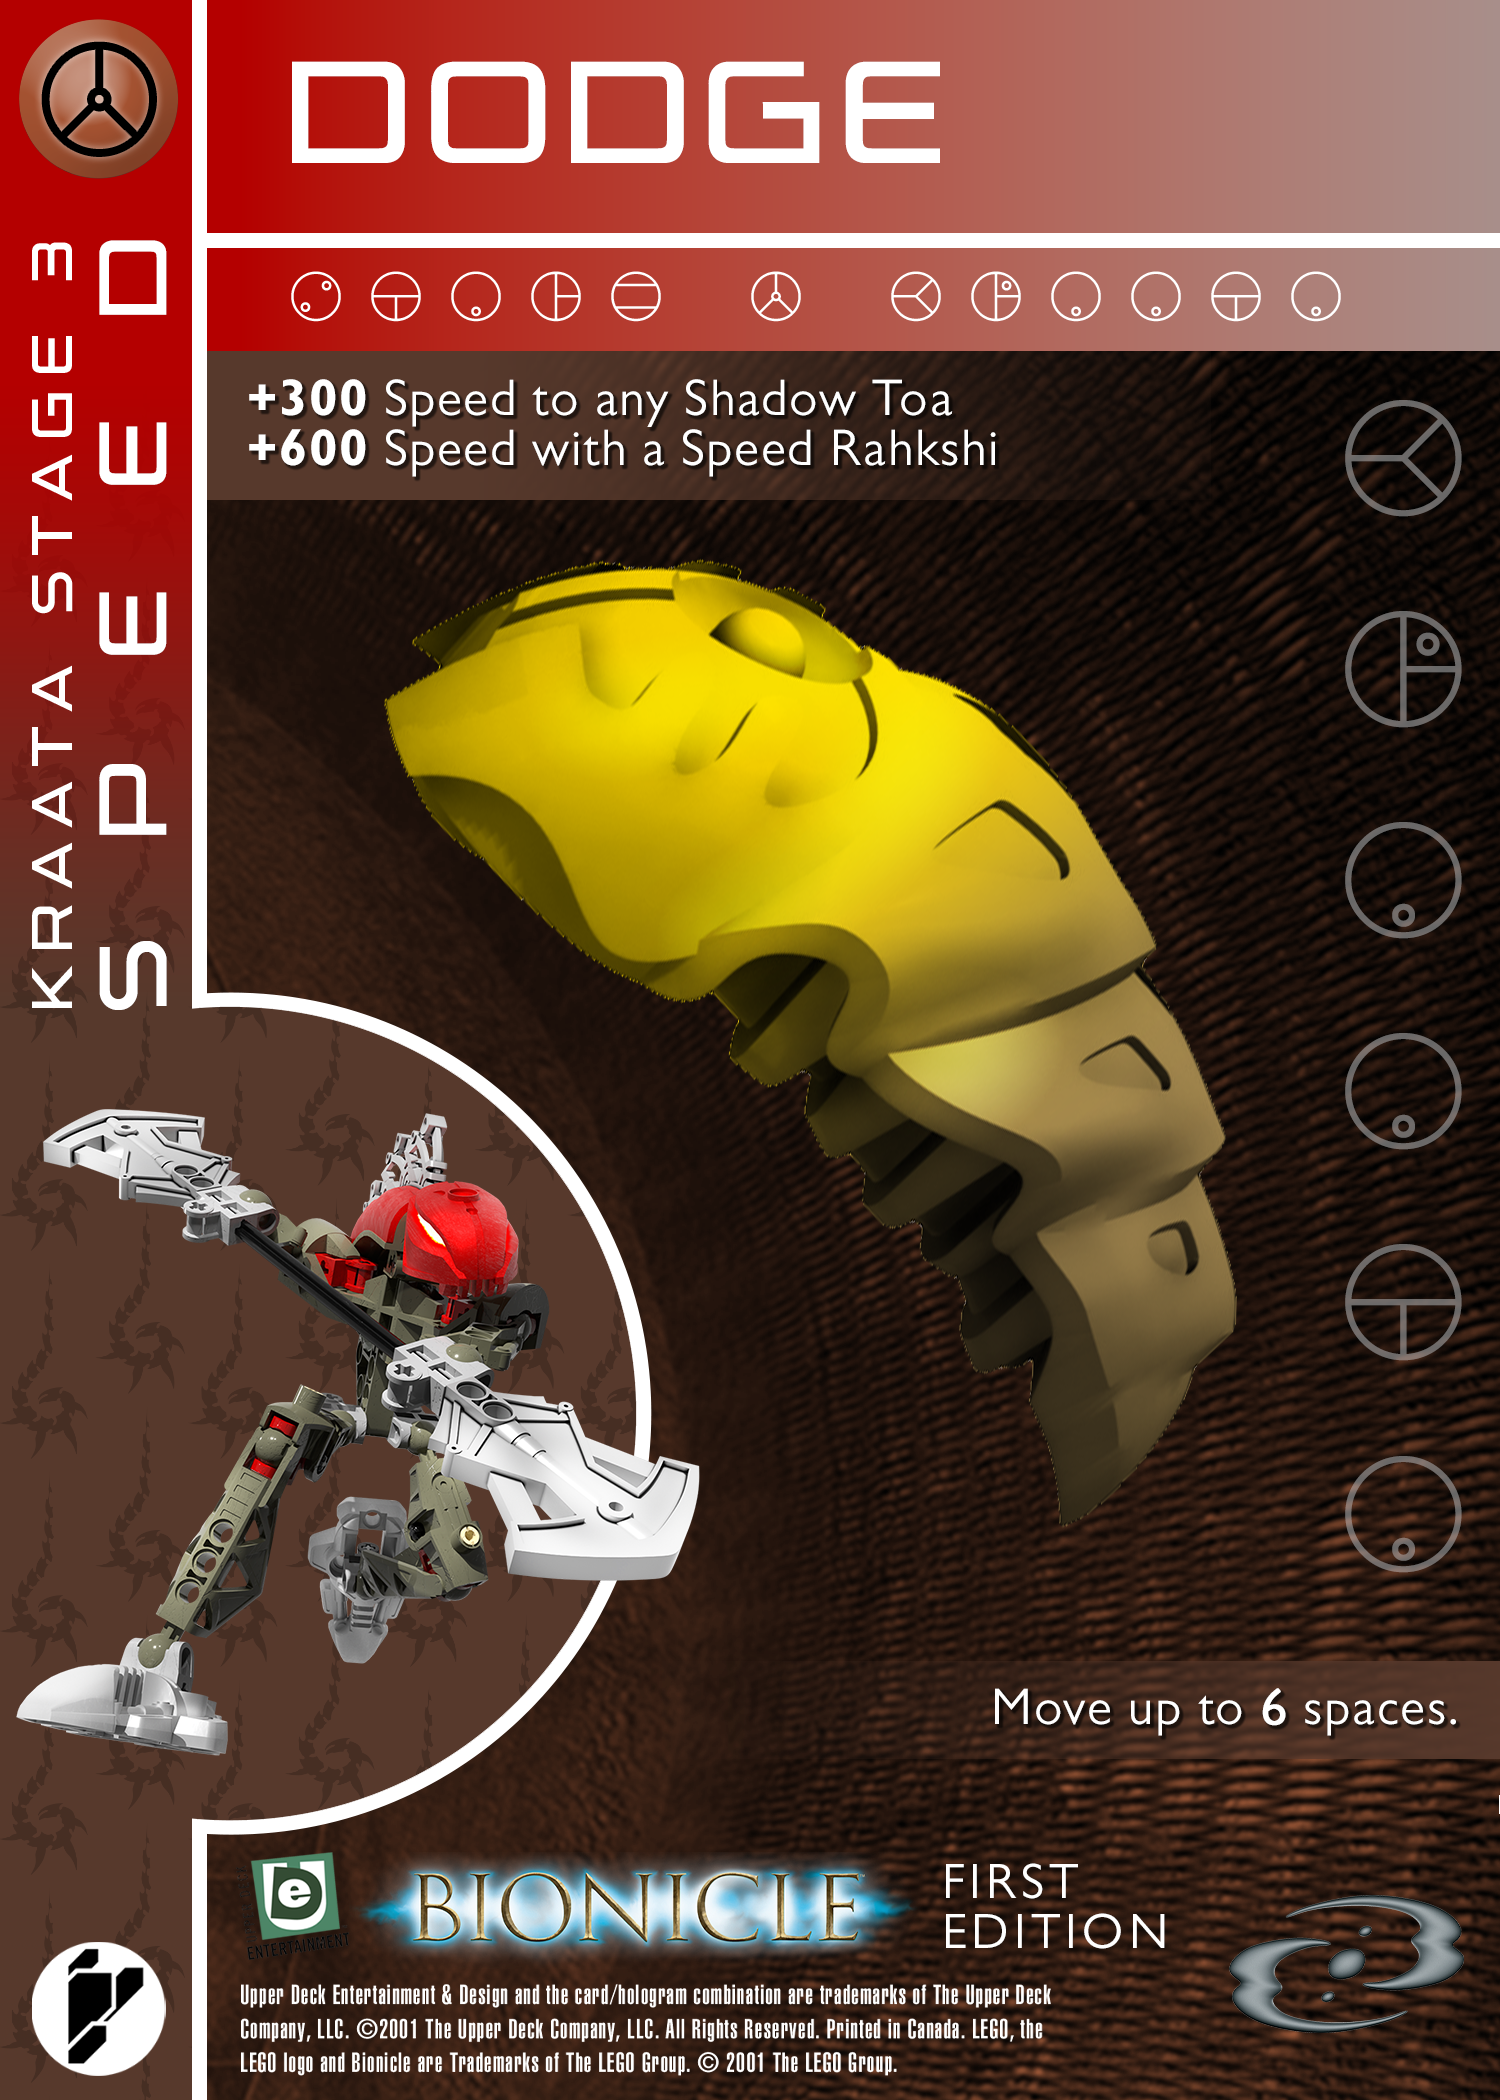 DODGE
KRAATA STAGE 3
SPEED
+300 Speed to any Shadow Toa
+600 Speed with a Speed Rahkshi
Move up to 6 spaces.
e
ENTERTAINMENT
BIONICLE
FIRST
EDITION
Upper Deck Entertainment & Design and the card/hologram combination are trademarks of The Upper Deck
Company, LLC. ©2001 The Upper Deck Company, LLC. All Rights Reserved. Printed in Canada. LEGO, the
LEGO logo and Bionicle are Trademarks of The LEGO Group. © 2001 The LEGO Group.